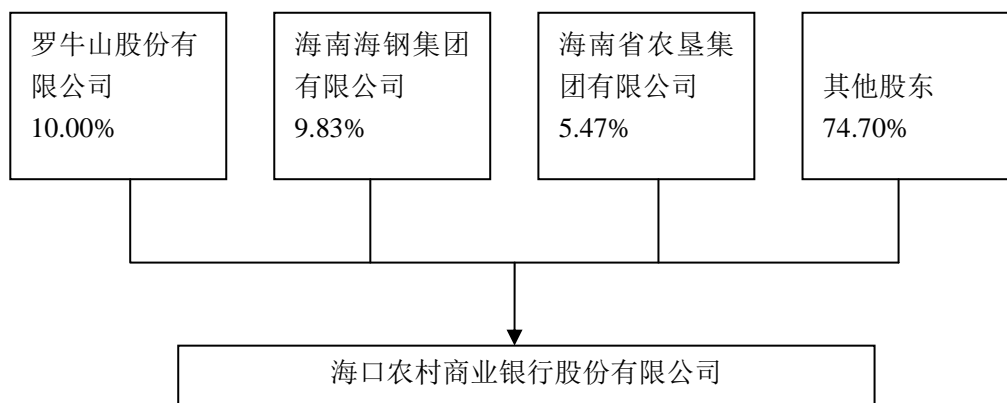 罗牛山股份有
限公司
10.00%
海南海钢集团
有限公司
9.83%
海南省农垦集
团有限公司
5.47%
其他股东
74.70%
海口农村商业银行股份有限公司